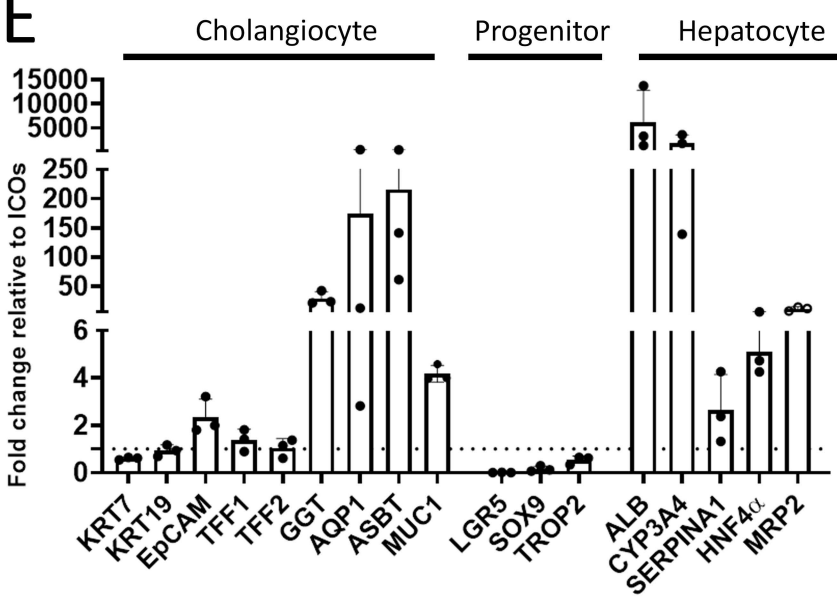 E
Cholangiocyte
Progenitor
Hepatocyte
Fold change relative to ICOs
15000
10000
5000
250
200
150
100
50
6
4
2
0
KRT7
KRT19
EpCAM
TFF1
TFF2
GGT
AQP1
ASBT
MUC1
LGR5
SOX9
TROP2
ALB
CYP3A4
SERPINA1
HNF4α
MRP2